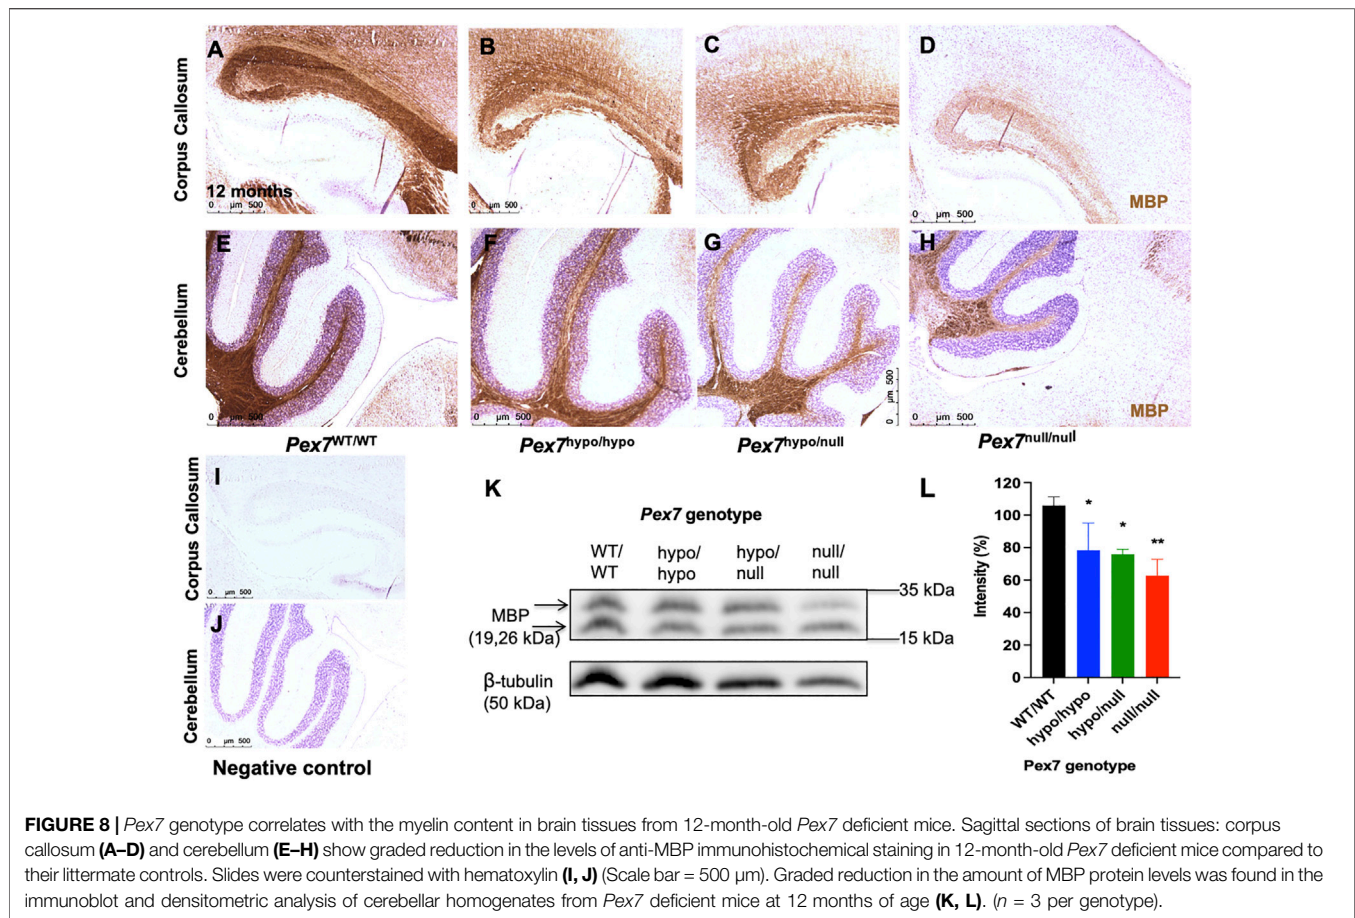 A
B
C
D
Corpus Callosum
12 months
0 µm 500
0 µm 500
0 µm 500
0 µm 500
MBP
E
F
G
H
Cerebellum
0 µm 500
0 µm 500
0 µm 500
0 µm 500
MBP
Pex7WT/WT
Pex7hypo/hypo
Pex7hypo/null
Pex7null/null
I
Corpus Callosum
0 µm 500
J
Cerebellum
0 µm 500
Negative control
K
Pex7 genotype
WT/ hypo/ hypo/ null/
WT hypo null null
35 kDa
MBP
(19,26 kDa)
15 kDa
β-tubulin
(50 kDa)
L
120
100
80
60
40
20
0
Intensity (%)
*
*
**
WT/WT
hypo/hypo
hypo/null
null/null
Pex7 genotype
FIGURE 8 | Pex7 genotype correlates with the myelin content in brain tissues from 12-month-old Pex7 deficient mice. Sagittal sections of brain tissues: corpus
callosum (A–D) and cerebellum (E–H) show graded reduction in the levels of anti-MBP immunohistochemical staining in 12-month-old Pex7 deficient mice compared to
their littermate controls. Slides were counterstained with hematoxylin (I, J) (Scale bar = 500 µm). Graded reduction in the amount of MBP protein levels was found in the
immunoblot and densitometric analysis of cerebellar homogenates from Pex7 deficient mice at 12 months of age (K, L). (n = 3 per genotype).